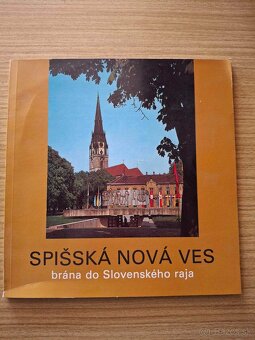 SPIŠSKÁ NOVÁ VES
brána do Slovenského raja